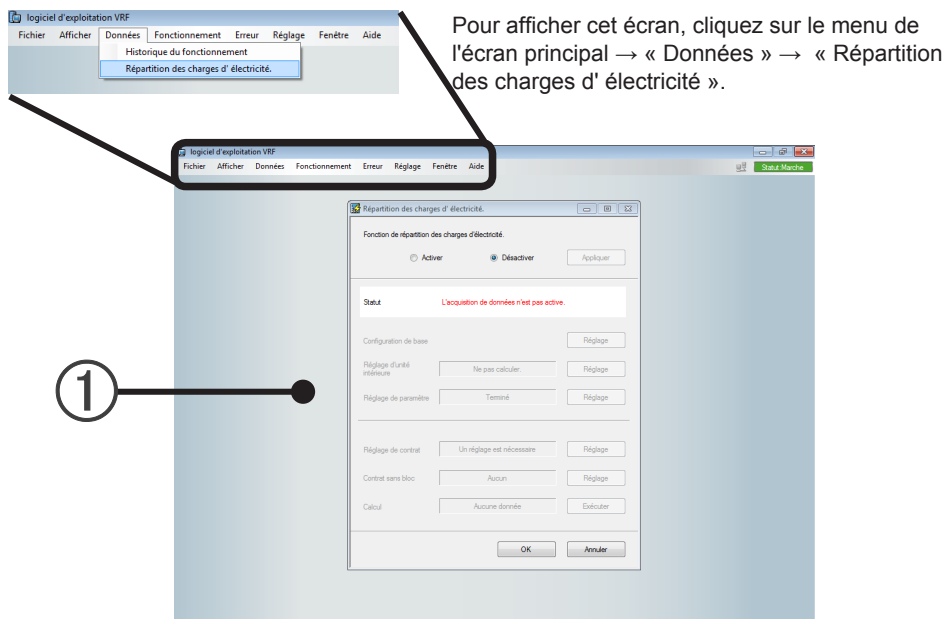 logiciel d'exploitation VRF
Fichier Afficher Données Fonctionnement Erreur Réglage Fenêtre Aide
Historique du fonctionnement
Répartition des charges d' électricité.
Pour afficher cet écran, cliquez sur le menu de
l'écran principal → « Données » → « Répartition
des charges d' électricité ».
logiciel d'exploitation VRF
Fichier Afficher Données Fonctionnement Erreur Réglage Fenêtre Aide
Statut:Marche
Répartition des charges d' électricité.
Fonction de répartition des charges d'électricité.
Activer Désactiver Appliquer
Statut L'acquisition de données n'est pas active.
Configuration de base Réglage
Réglage d'unité
intérieure Ne pas calculer. Réglage
Réglage de paramètre Terminé Réglage
Réglage de contrat Un réglage est nécessaire Réglage
Contrat sans bloc Aucun Réglage
Calcul Aucune donnée Exécuter
OK Annuler
①